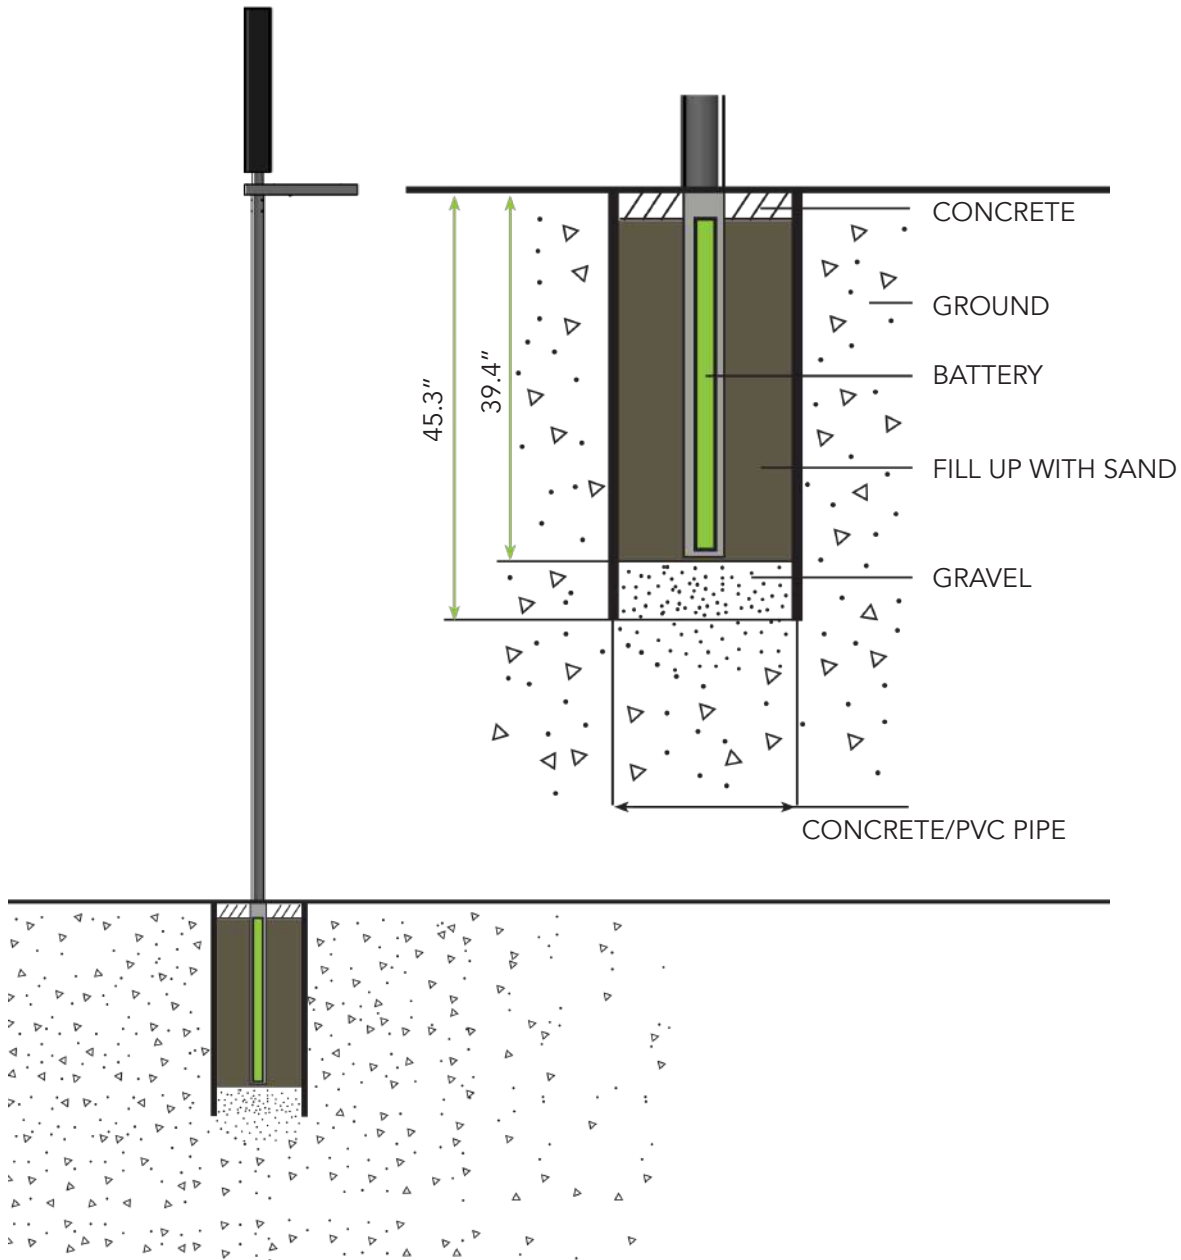 CONCRETE
GROUND
BATTERY
45.3”
39.4”
FILL UP WITH SAND
GRAVEL
CONCRETE/PVC PIPE